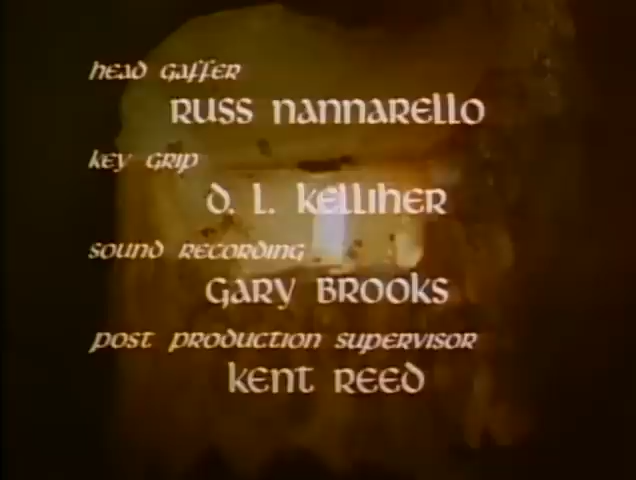 head gaffer
Russ Nannarello
key grip
D. L. Kelliher
sound recording
Gary Brooks
post production supervisor
Kent Reed